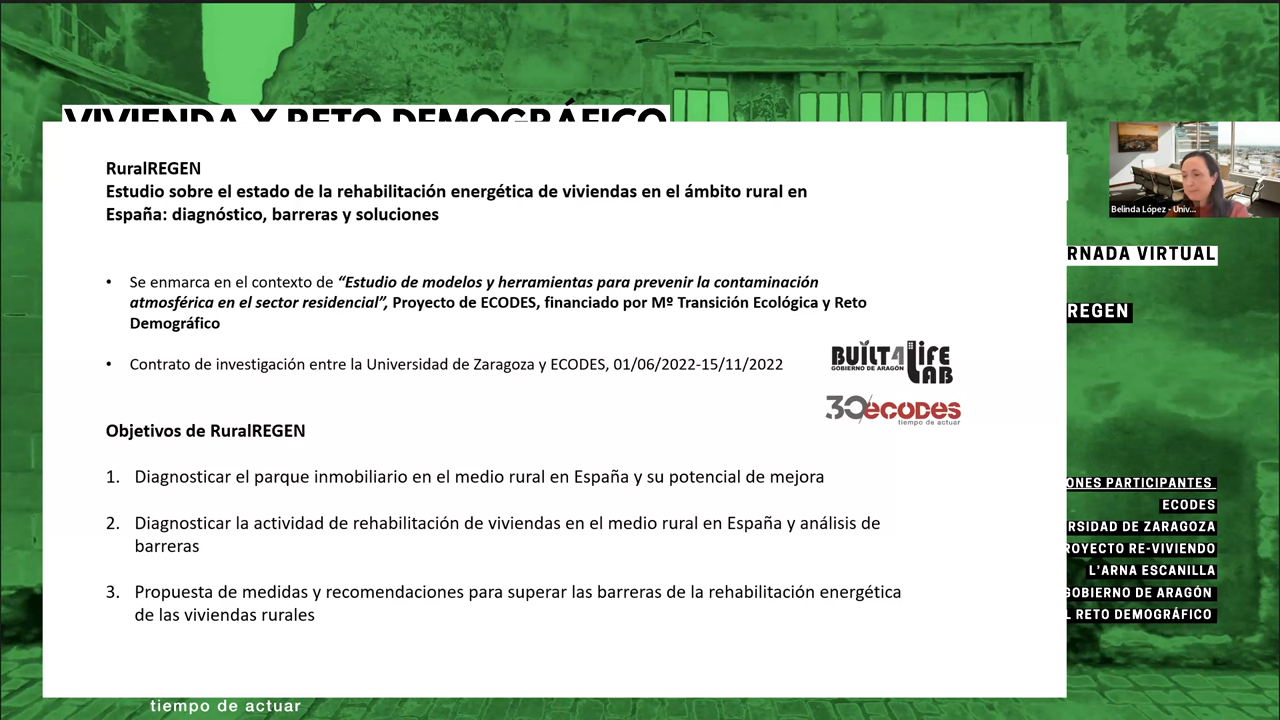 VIVIENDA Y RETO DEMOGRÁFICO
RuralREGEN
Estudio sobre el estado de la rehabilitación energética de viviendas en el ámbito rural en
España: diagnóstico, barreras y soluciones
• Se enmarca en el contexto de “Estudio de modelos y herramientas para prevenir la contaminación
atmosférica en el sector residencial”, Proyecto de ECODES, financiado por Mº Transición Ecológica y Reto
Demográfico
• Contrato de investigación entre la Universidad de Zaragoza y ECODES, 01/06/2022-15/11/2022
BUILT4LIFE LAB
GOBIERNO DE ARAGÓN
30ecodes
tiempo de actuar
Objetivos de RuralREGEN
1. Diagnosticar el parque inmobiliario en el medio rural en España y su potencial de mejora
2. Diagnosticar la actividad de rehabilitación de viviendas en el medio rural en España y análisis de
barreras
3. Propuesta de medidas y recomendaciones para superar las barreras de la rehabilitación energética
de las viviendas rurales
Belinda López - Univ...
RNADA VIRTUAL
REGEN
ONES PARTICIPANTES
ECODES
RSIDAD DE ZARAGOZA
ROYECTO RE-VIVIENDO
L'ARNA ESCANILLA
GOBIERNO DE ARAGÓN
L RETO DEMOGRÁFICO
tiempo de actuar